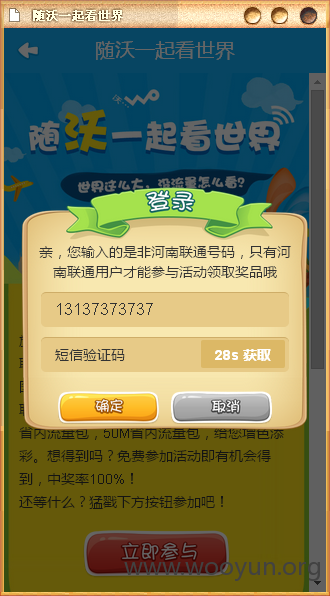 随沃一起看世界
随沃一起看世界
随沃一起看世界
世界这么大，没流量怎么看？
登录
亲，您输入的是非河南联通号码，只有河
南联通用户才能参与活动领取奖品哦
13137373737
短信验证码
28s 获取
确定
取消
省内流量包，50M省内流量包，给您增色添
彩。想得到吗？免费参加活动即有机会得
到，中奖率100%！
还等什么？猛戳下方按钮参加吧！
立即参与
www.wooyun.org